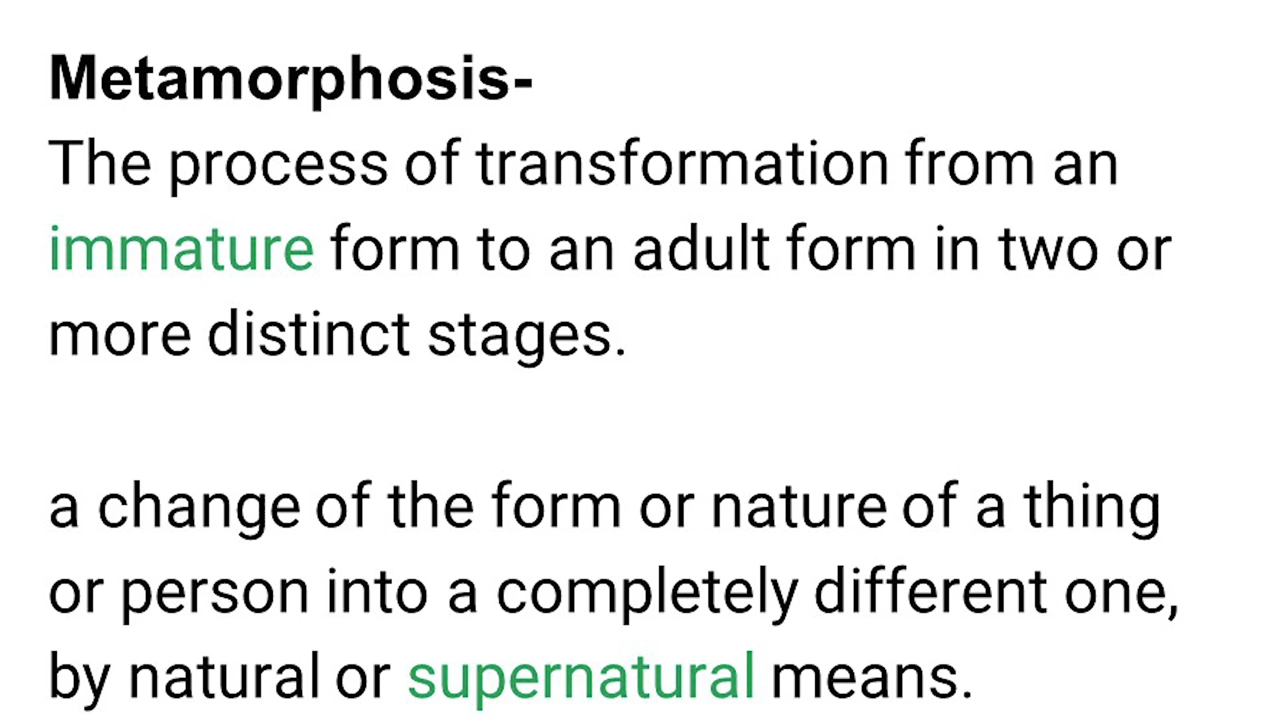 Metamorphosis-
The process of transformation from an
immature form to an adult form in two or
more distinct stages.
a change of the form or nature of a thing
or person into a completely different one,
by natural or supernatural means.